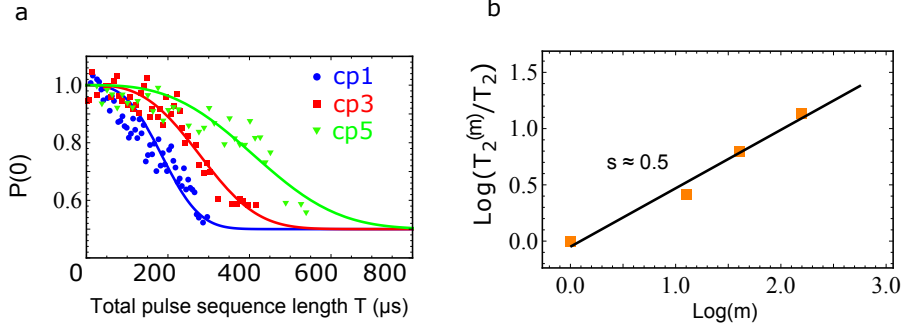 a
P(0)
1.0
0.8
0.6
0
200
400
600
800
cp1
cp3
cp5
Total pulse sequence length T (μs)
b
Log(T₂⁽ᵐ⁾/T₂)
1.5
1.0
0.5
0.0
s ≈ 0.5
0.0
1.0
2.0
3.0
Log(m)